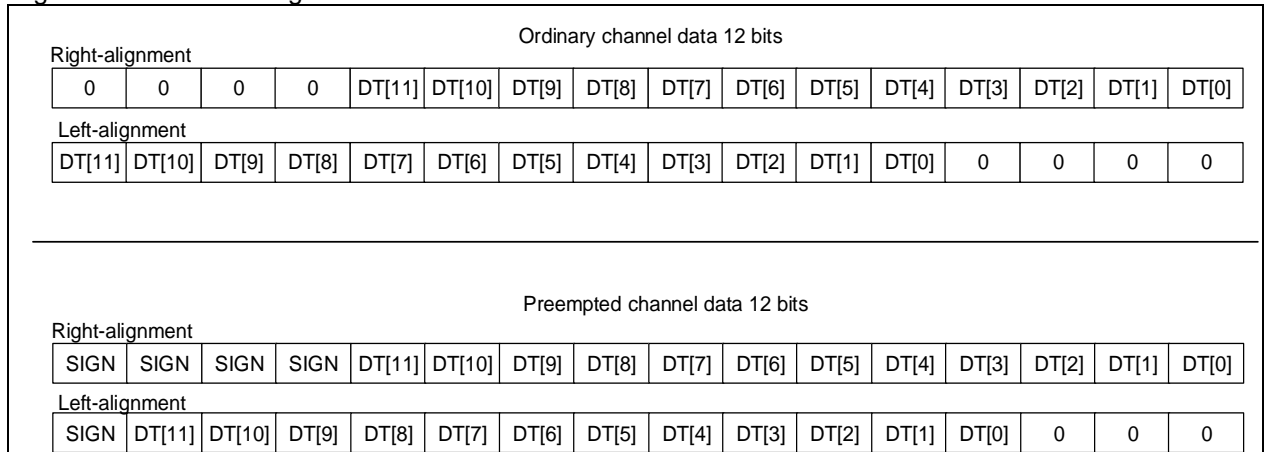 Ordinary channel data 12 bits
Right-alignment
0 0 0 0 DT[11] DT[10] DT[9] DT[8] DT[7] DT[6] DT[5] DT[4] DT[3] DT[2] DT[1] DT[0]
Left-alignment
DT[11] DT[10] DT[9] DT[8] DT[7] DT[6] DT[5] DT[4] DT[3] DT[2] DT[1] DT[0] 0 0 0 0
Preempted channel data 12 bits
Right-alignment
SIGN SIGN SIGN SIGN DT[11] DT[10] DT[9] DT[8] DT[7] DT[6] DT[5] DT[4] DT[3] DT[2] DT[1] DT[0]
Left-alignment
SIGN DT[11] DT[10] DT[9] DT[8] DT[7] DT[6] DT[5] DT[4] DT[3] DT[2] DT[1] DT[0] 0 0 0